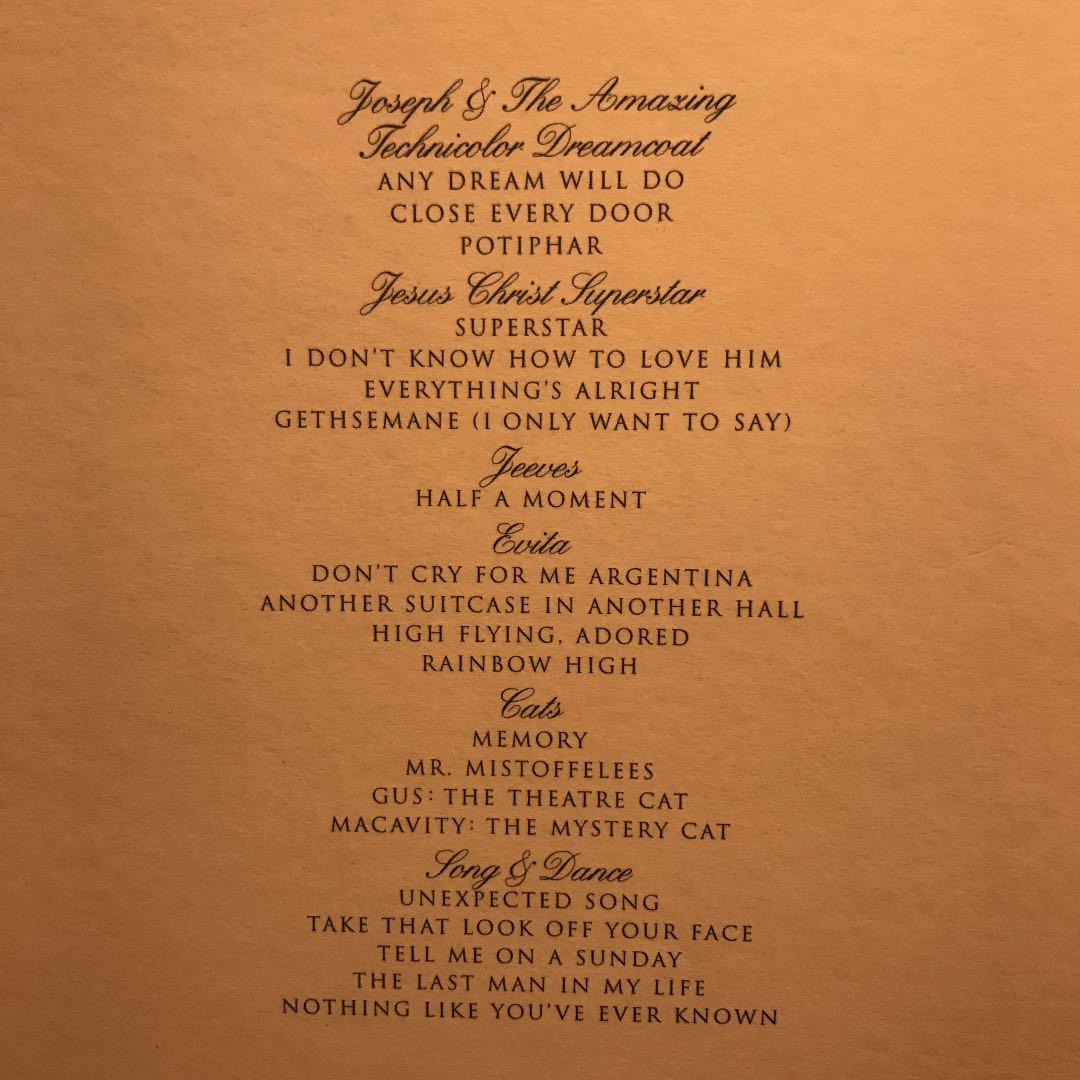 Joseph & The Amazing
Technicolor Dreamcoat
ANY DREAM WILL DO
CLOSE EVERY DOOR
POTIPHAR
Jesus Christ Superstar
SUPERSTAR
I DON'T KNOW HOW TO LOVE HIM
EVERYTHING'S ALRIGHT
GETHSEMANE (I ONLY WANT TO SAY)
Jeeves
HALF A MOMENT
Evita
DON'T CRY FOR ME ARGENTINA
ANOTHER SUITCASE IN ANOTHER HALL
HIGH FLYING, ADORED
RAINBOW HIGH
Cats
MEMORY
MR. MISTOFFELEES
GUS: THE THEATRE CAT
MACAVITY: THE MYSTERY CAT
Song & Dance
UNEXPECTED SONG
TAKE THAT LOOK OFF YOUR FACE
TELL ME ON A SUNDAY
THE LAST MAN IN MY LIFE
NOTHING LIKE YOU'VE EVER KNOWN